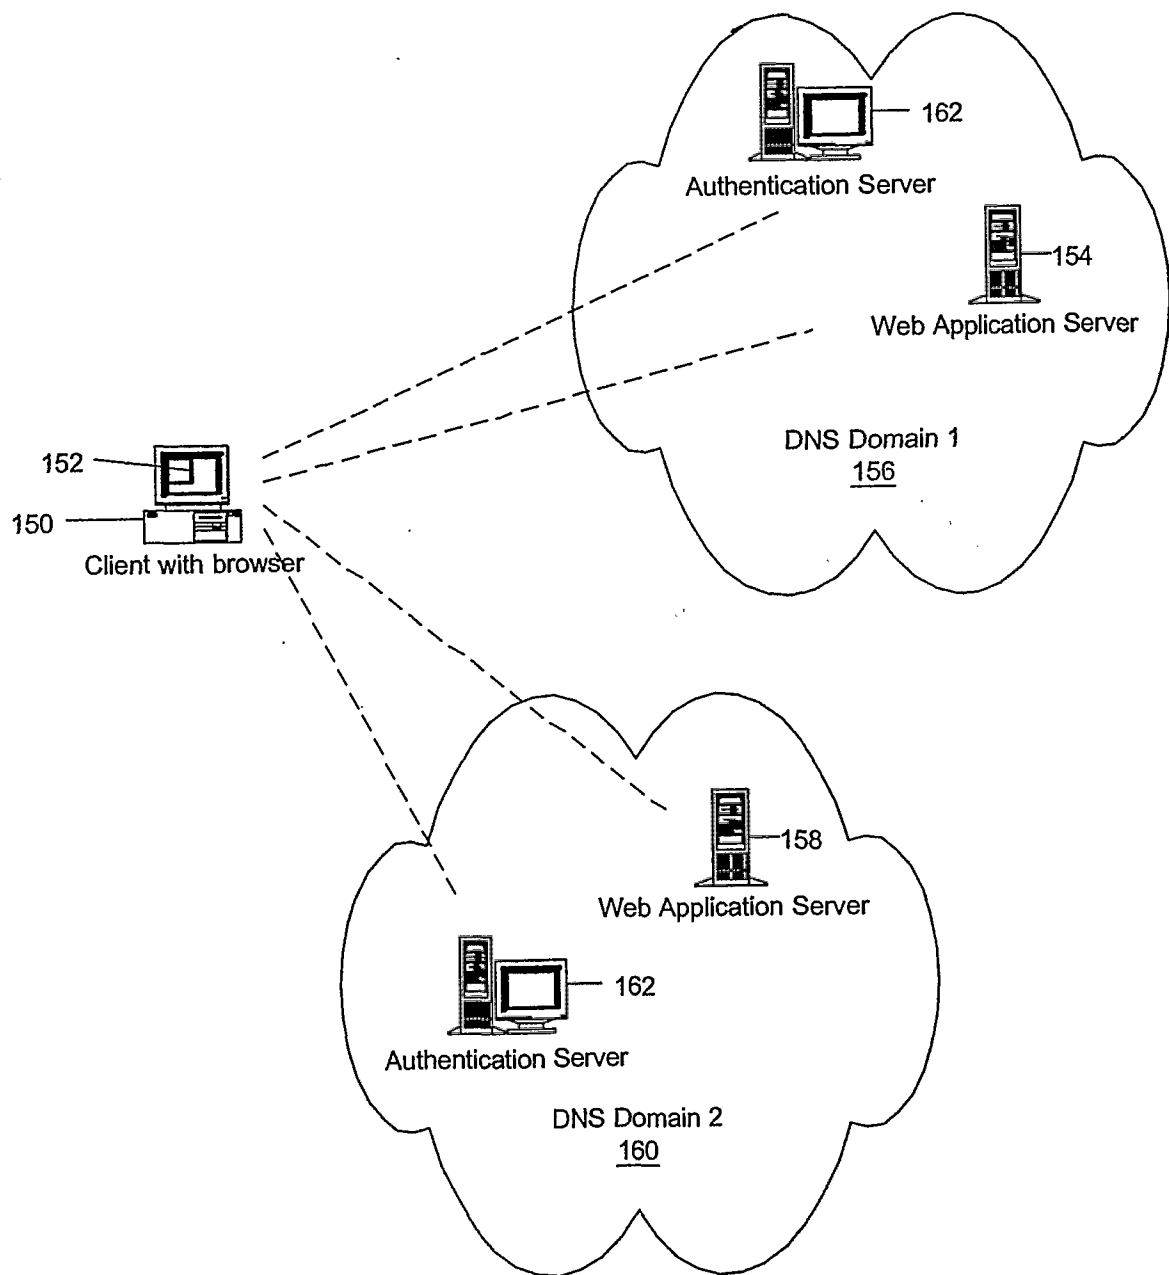 162
Authentication Server
154
Web Application Server
DNS Domain 1
156
152
150
Client with browser
158
Web Application Server
162
Authentication Server
DNS Domain 2
160